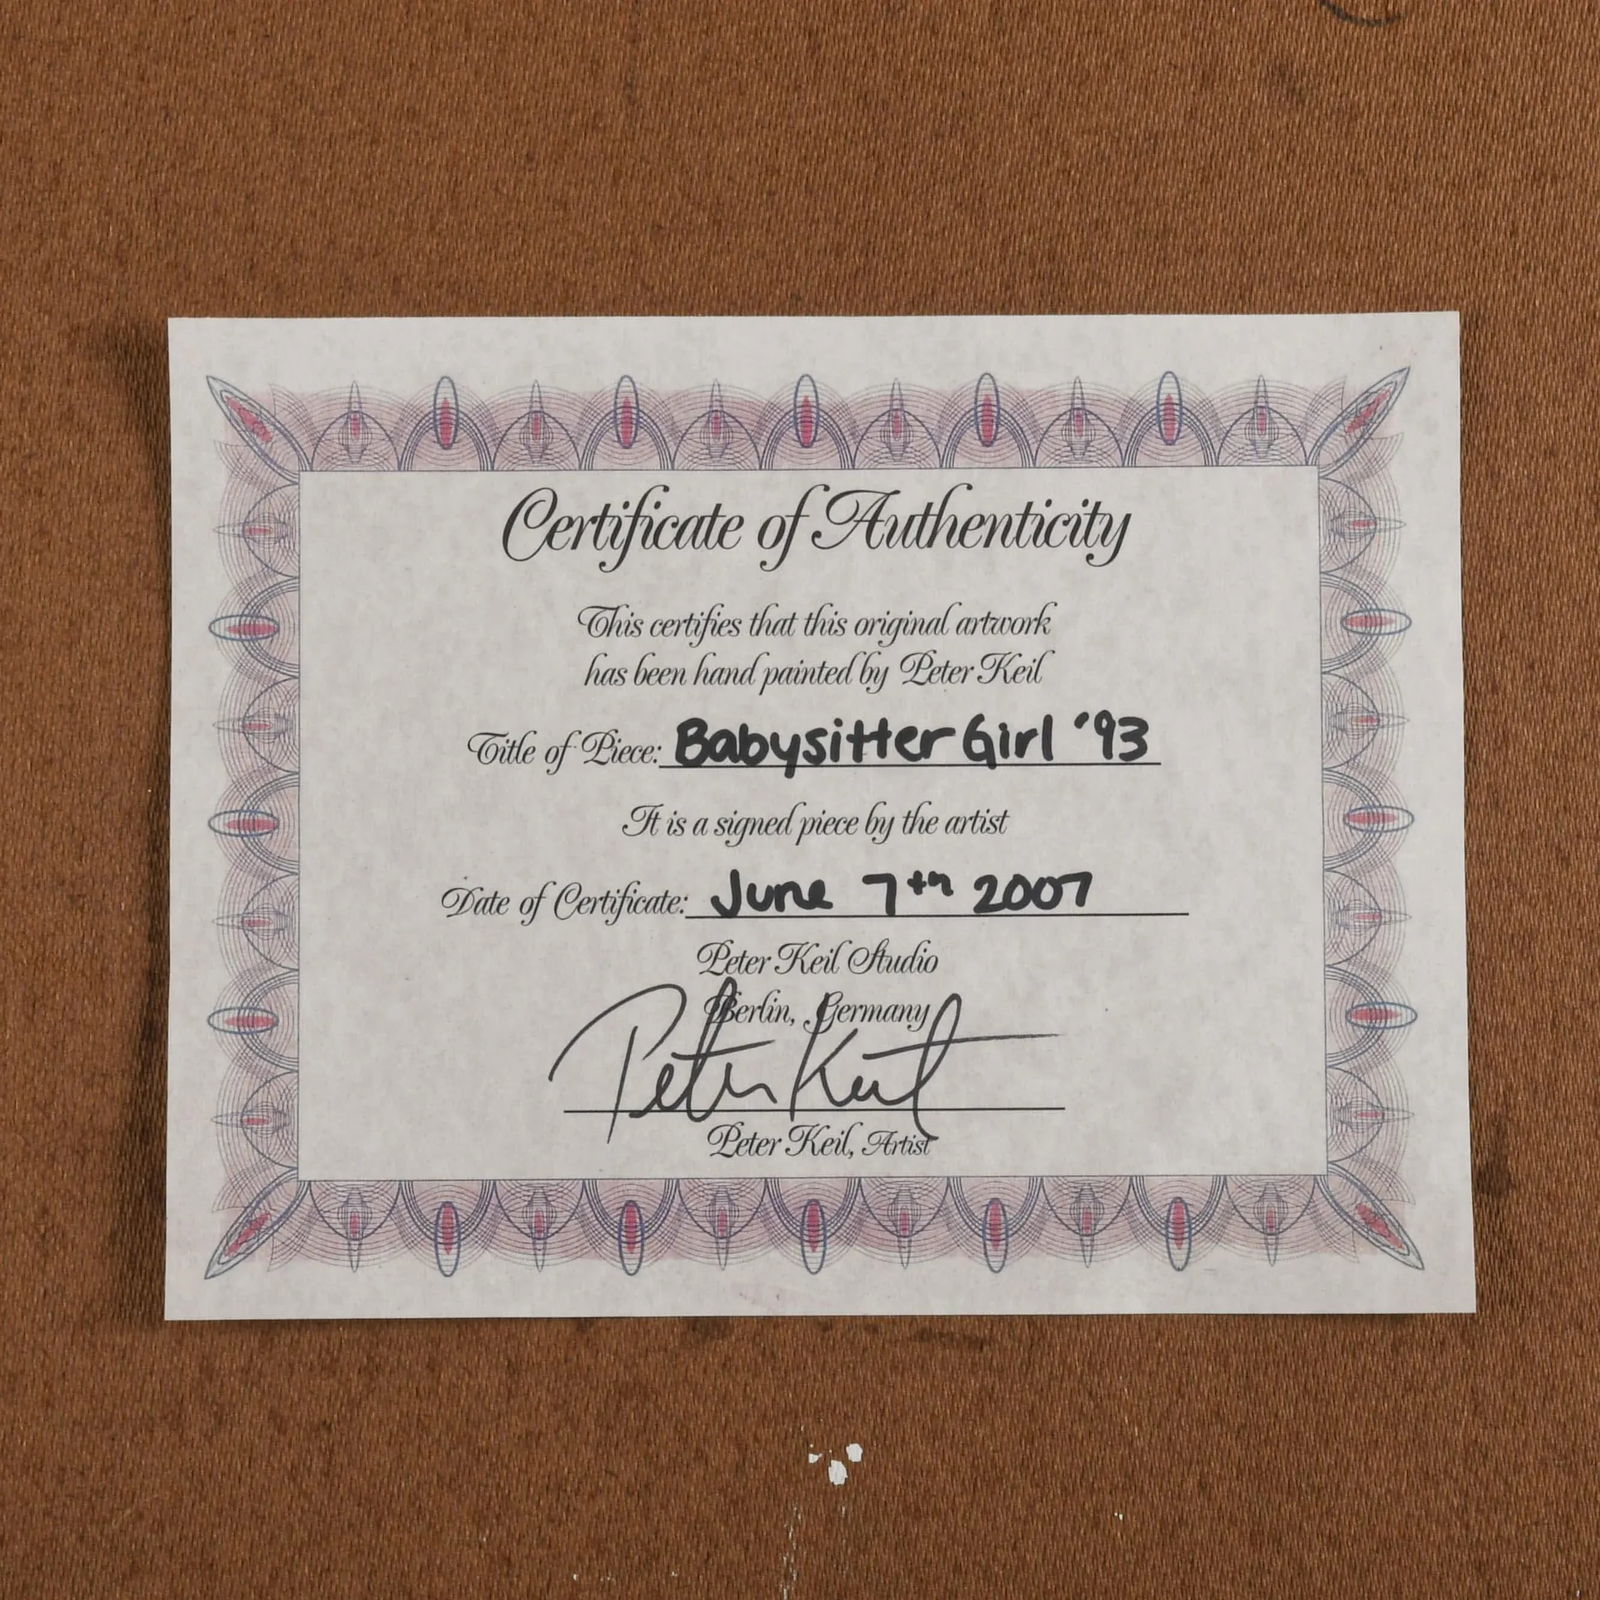 Certificate of Authenticity
This certifies that this original artwork
has been hand painted by Peter Keil
Title of Piece: Babysitter Girl '93
It is a signed piece by the artist
Date of Certificate: June 7th 2007
Peter Keil Studio
Berlin, Germany
Peter Keil
Peter Keil, Artist